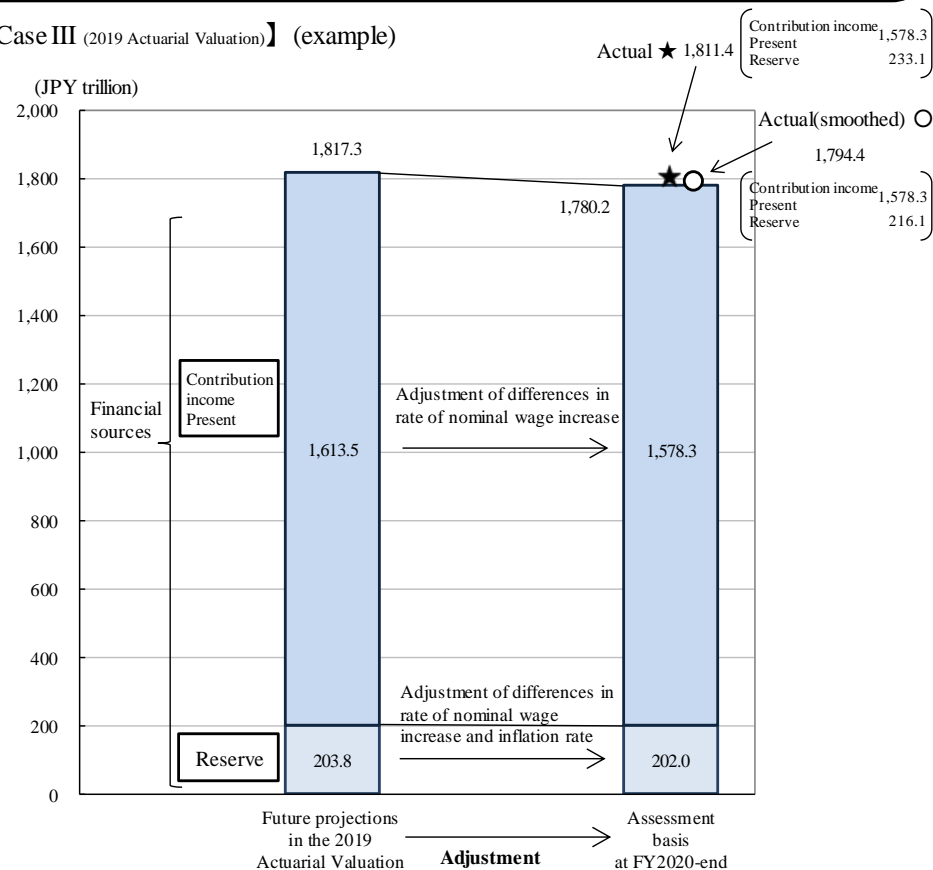 Case III (2019 Actuarial Valuation)】 (example)
Actual ★ 1,811.4
Contribution income
Present 1,578.3
Reserve 233.1
(JPY trillion)
Actual(smoothed) ○
1,794.4
Contribution income
Present 1,578.3
Reserve 216.1
2,000
1,800
1,600
1,400
1,200
1,000
800
600
400
200
0
1,817.3
1,780.2
Financial
sources
Contribution
income
Present
1,613.5
Adjustment of differences in
rate of nominal wage increase
1,578.3
Reserve
203.8
Adjustment of differences in
rate of nominal wage
increase and inflation rate
202.0
Future projections
in the 2019
Actuarial Valuation
Adjustment
Assessment
basis
at FY2020-end